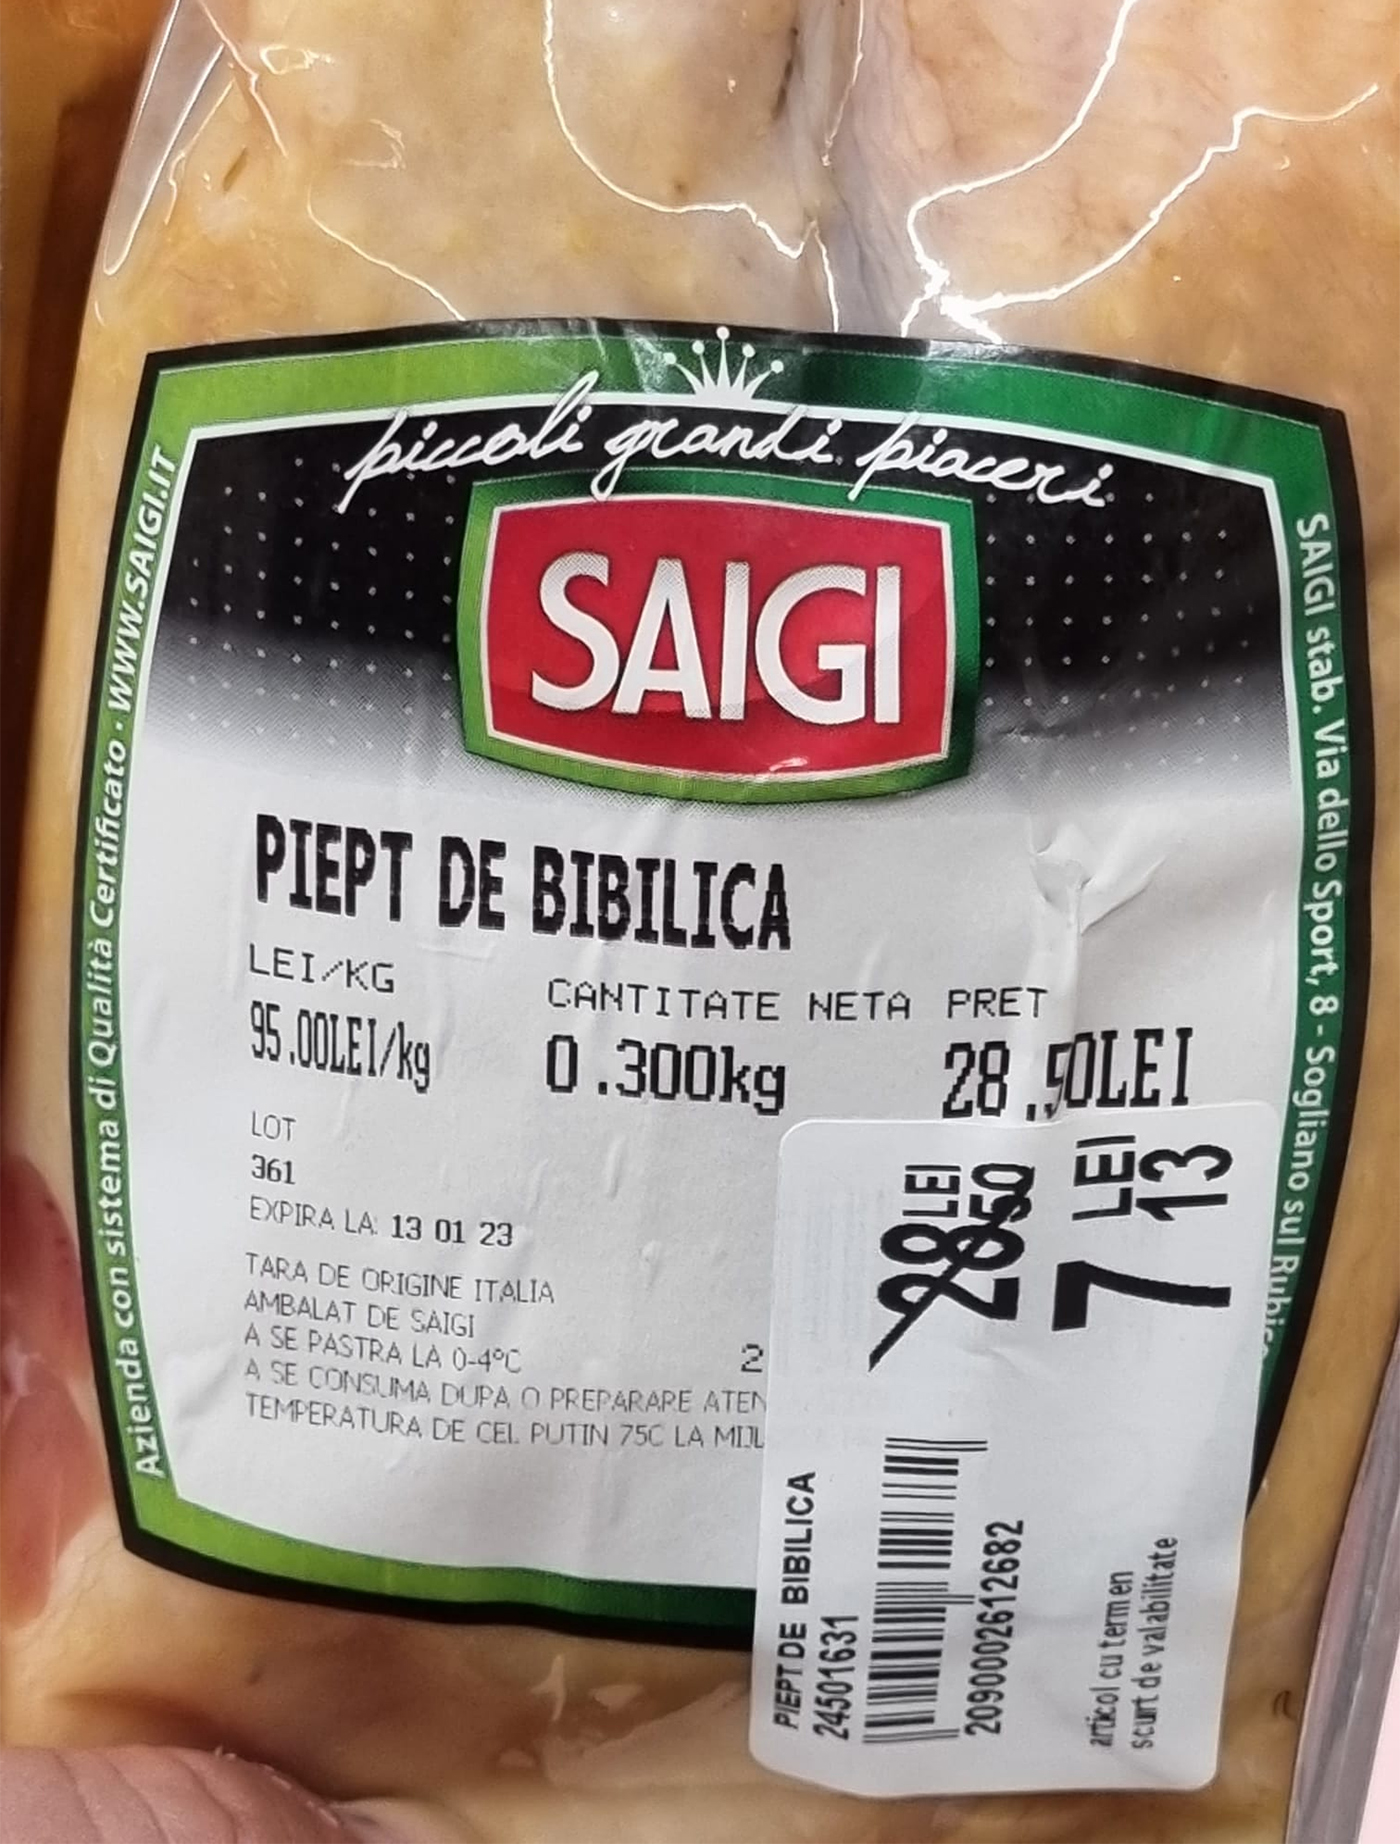 piccoli grandi piaceri
SAIGI
Azienda con sistema di Qualità Certificato · WWW.SAIGI.IT
SAIGI stab. Via dello Sport, 8 - Sogliano sul
PIEPT DE BIBILICA
LEI/KG CANTITATE NETA PRET
95.00LEI/kg 0.300kg 28.50LEI
LOT
361
EXPIRA LA: 13 01 23
TARA DE ORIGINE ITALIA
AMBALAT DE SAIGI
A SE PASTRA LA 0-4°C 2
A SE CONSUMA DUPA O PREPARARE
TEMPERATURA DE CEL PUTIN 75C LA
28 LEI 50
7 LEI 13
PIEPT DE BIBILICA
24501631
2090002612682
articol cu termen
scurt de valabilitate